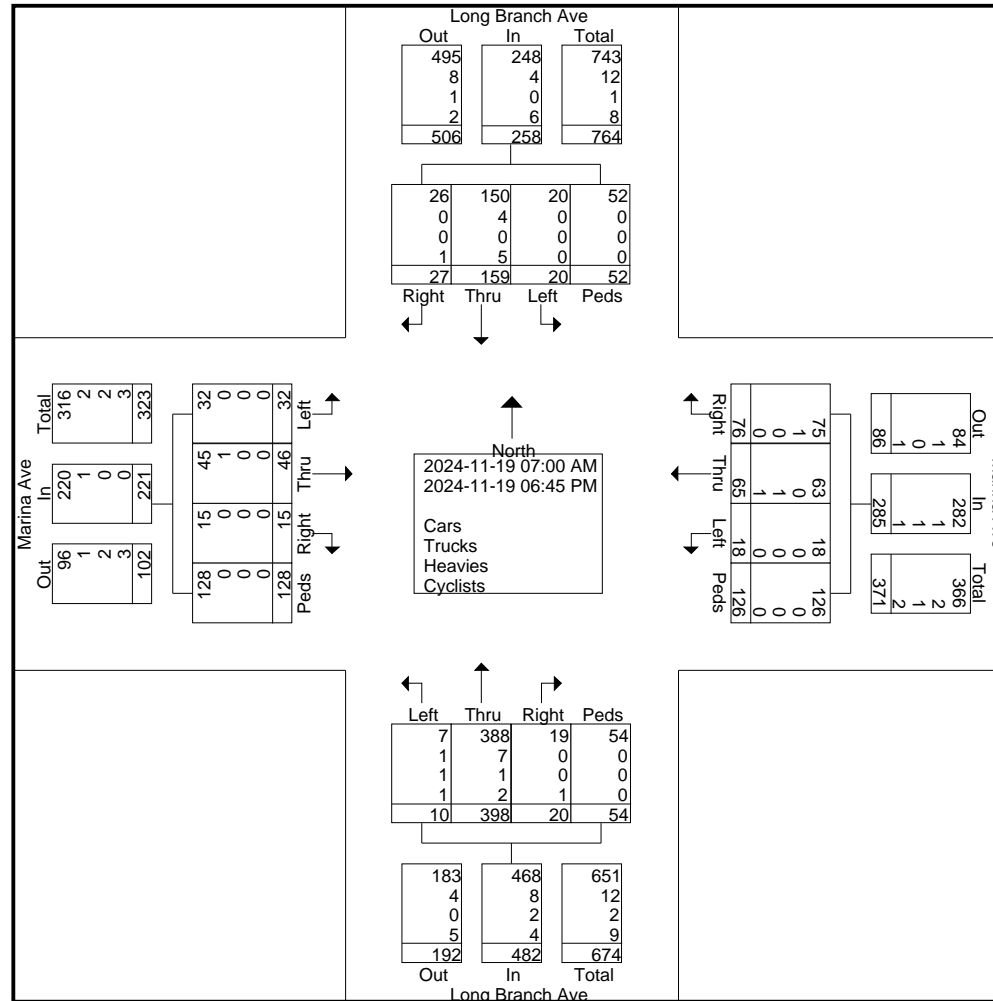 Long Branch Ave
Out In Total
495 248 743
8 4 12
1 0 1
2 6 8
506 258 764
26 150 20 52
0 4 0 0
0 0 0 0
1 5 0 0
27 159 20 52
Right Thru Left Peds
Marina Ave
Total
316 2 2 3 323
In
220 1 0 0 221
Out
96 1 2 3 102
Left
32 0 0 0 32
Thru
45 1 0 0 46
Right
15 0 0 0 15
Peds
128 0 0 0 128
North
2024-11-19 07:00 AM
2024-11-19 06:45 PM
Cars
Trucks
Heavies
Cyclists
Right
75 1 0 0 76
Thru
63 0 1 1 65
Left
18 0 0 0 18
Peds
126 0 0 0 126
Out
84 1 0 1 86
In
282 1 1 1 285
Total
366 2 1 2 371
Left Thru Right Peds
7 388 19 54
1 7 0 0
1 1 0 0
1 2 1 0
10 398 20 54
183 468 651
4 8 12
0 2 2
5 4 9
192 482 674
Out In Total
Long Branch Ave